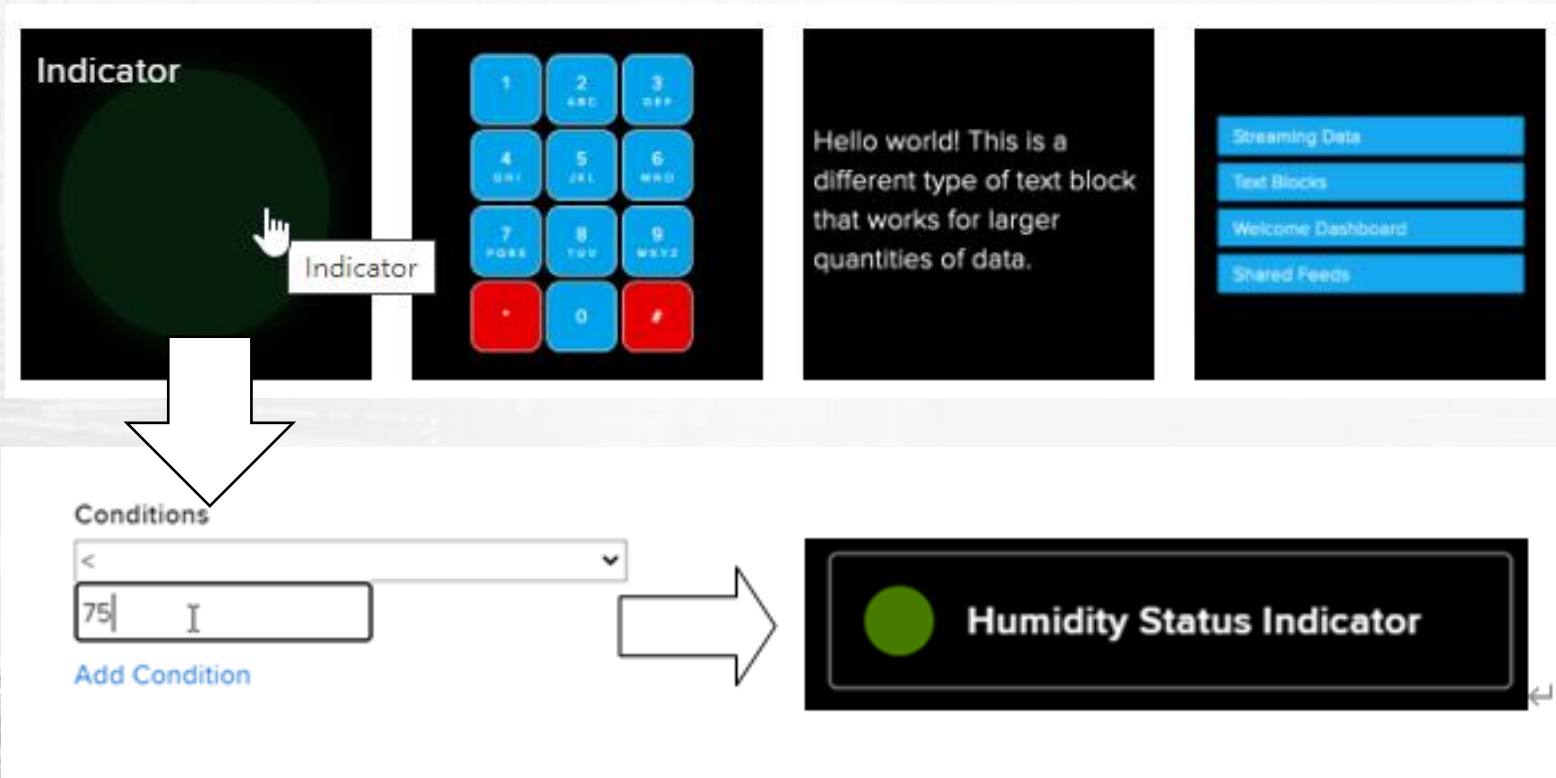 Indicator
Indicator
1
2
ABC
3
DEF
4
GHI
5
JKL
6
MNO
7
PQRS
8
TUV
9
WXYZ
*
0
#
Hello world! This is a
different type of text block
that works for larger
quantities of data.
Streaming Data
Text Blocks
Welcome Dashboard
Shared Feeds
Conditions
<
75
Add Condition
Humidity Status Indicator